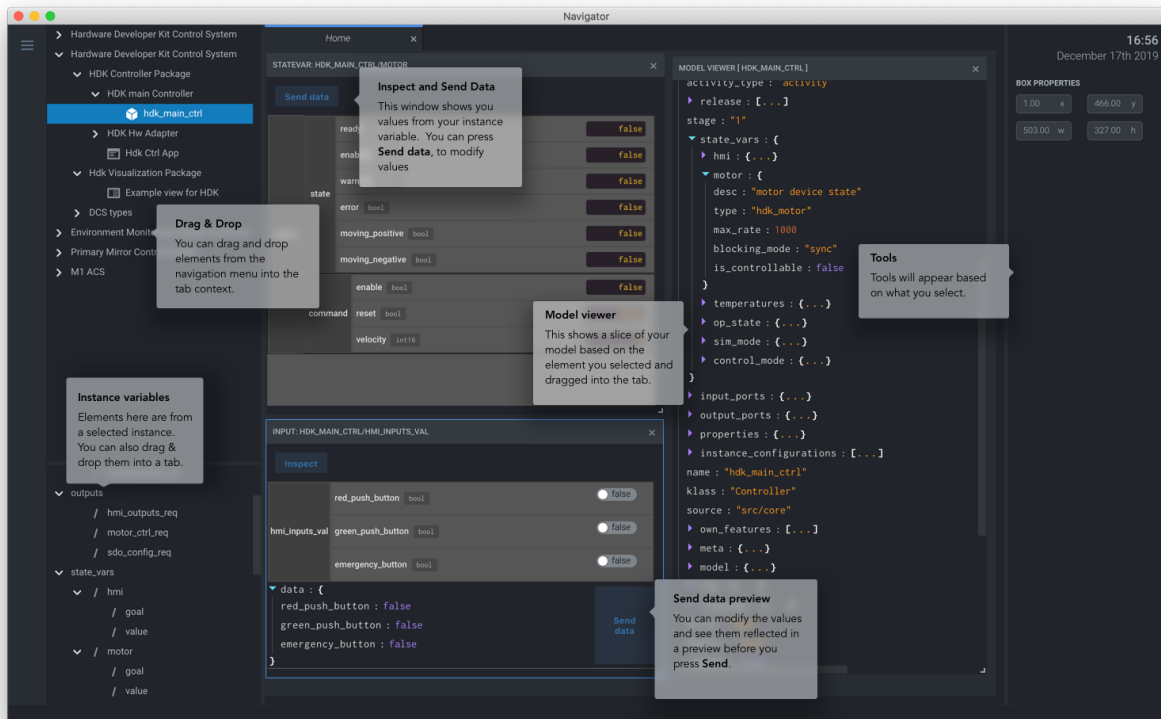 Navigator
Hardware Developer Kit Control System
Hardware Developer Kit Control System
HDK Controller Package
HDK main Controller
hdk_main_ctrl
HDK Hw Adapter
Hdk Ctrl App
Hdk Visualization Package
Example view for HDK
DCS types
Environment Monit
Primary Mirror Contr
M1 ACS
Drag & Drop
You can drag and drop
elements from the
navigation menu into the
tab context.
Instance variables
Elements here are from
a selected instance.
You can also drag &
drop them into a tab.
outputs
/ hmi_outputs_req
/ motor_ctrl_req
/ sdo_config_req
state_vars
/ hmi
/ goal
/ value
/ motor
/ goal
/ value
Home x
STATEVAR: HDK_MAIN_CTRL/MOTOR x
Send data
Inspect and Send Data
This window shows you
values from your instance
variable. You can press
Send data, to modify
values
state
ready false
enab false
warn false
error bool false
moving_positive bool false
moving_negative bool false
command
enable bool false
reset bool
velocity int16
Model viewer
This shows a slice of your
model based on the
element you selected and
dragged into the tab.
INPUT: HDK_MAIN_CTRL/HMI_INPUTS_VAL x
Inspect
hmi_inputs_val
red_push_button bool false
green_push_button bool false
emergency_button bool false
data : {
red_push_button : false
green_push_button : false
emergency_button : false
}
Send
data
Send data preview
You can modify the values
and see them reflected in
a preview before you
press Send.
MODEL VIEWER [ HDK_MAIN_CTRL ] x
activity_type : "activity"
release : [...]
stage : "1"
state_vars : {
hmi : {...}
motor : {
desc : "motor device state"
type : "hdk_motor"
max_rate : 1000
blocking_mode : "sync"
is_controllable : false
}
temperatures : {...}
op_state : {...}
sim_mode : {...}
control_mode : {...}
}
input_ports : {...}
output_ports : {...}
properties : {...}
instance_configurations : [...]
name : "hdk_main_ctrl"
klass : "Controller"
source : "src/core"
own_features : [...]
meta : {...}
model : {...}
Tools
Tools will appear based
on what you select.
16:56
December 17th 2019
BOX PROPERTIES
1.00 x 466.00 y
503.00 w 327.00 h